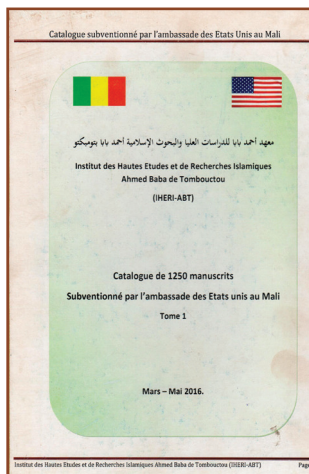 Catalogue subventionné par l'ambassade des Etats Unis au Mali
معهد أحمد بابا للدراسات العليا والبحوث الإسلامية أحمد بابا بتومبكتو
Institut des Hautes Etudes et de Recherches Islamiques
Ahmed Baba de Tombouctou
(IHERI-ABT)
Catalogue de 1250 manuscrits
Subventionné par l'ambassade des Etats unis au Mali
Tome 1
Mars – Mai 2016.
Institut des Hautes Etudes et de Recherches Islamiques Ahmed Baba de Tombouctou (IHERI-ABT) Page